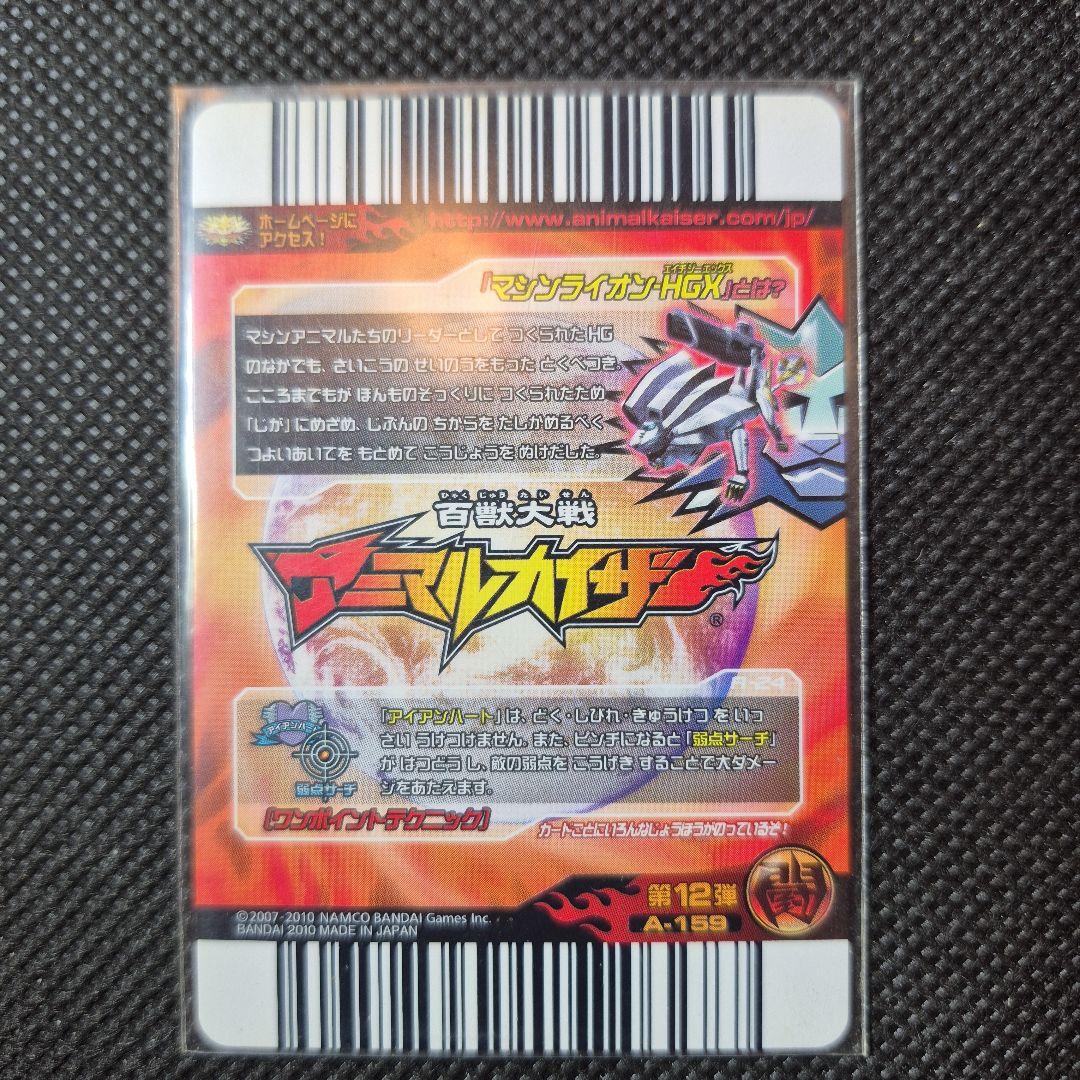 ホームページに
アクセス！
http://www.animalkaiser.com/jp/
エイチジーエックス
「マシンライオン・HGX」とは？
マシンアニマルたちのリーダーとして つくられたHG
のなかでも、さいこうの せいのうをもった とくべつき。
こころまでもが ほんものそっくりに つくられたため
「じが」にめざめ、じぶんの ちからを たしかめるべく
つよいあいてを もとめて こうじょうを ぬけだした。
ひゃくじゅうたいせん
百獣大戦
アニマルカイザー
®
アイアンハート
弱点サーチ
「アイアンハート」は、どく・しびれ・きゅうけつ をいっ
さい うけつけません。また、ピンチになると「弱点サーチ」
が はつどうし、敵の弱点を こうげき することで大ダメー
ジをあたえます。
［ワンポイントテクニック］
カードごとにいろんなじょうほうがのっているぞ！
第12弾
A-159
闘
©2007-2010 NAMCO BANDAI Games Inc.
BANDAI 2010 MADE IN JAPAN